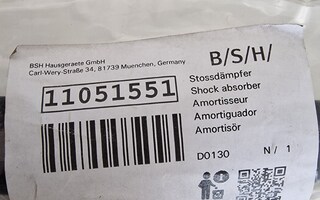 BSH Hausgeraete GmbH
Carl-Wery-Straße 34, 81739 Muenchen, Germany
B/S/H/
11051551
Stossdämpfer
Shock absorber
Amortisseur
Amortiguador
Amortisör
D0130 N/ 1